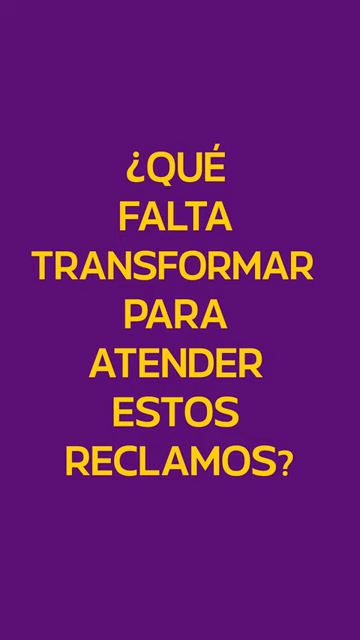 ¿QUÉ
FALTA
TRANSFORMAR
PARA
ATENDER
ESTOS
RECLAMOS?